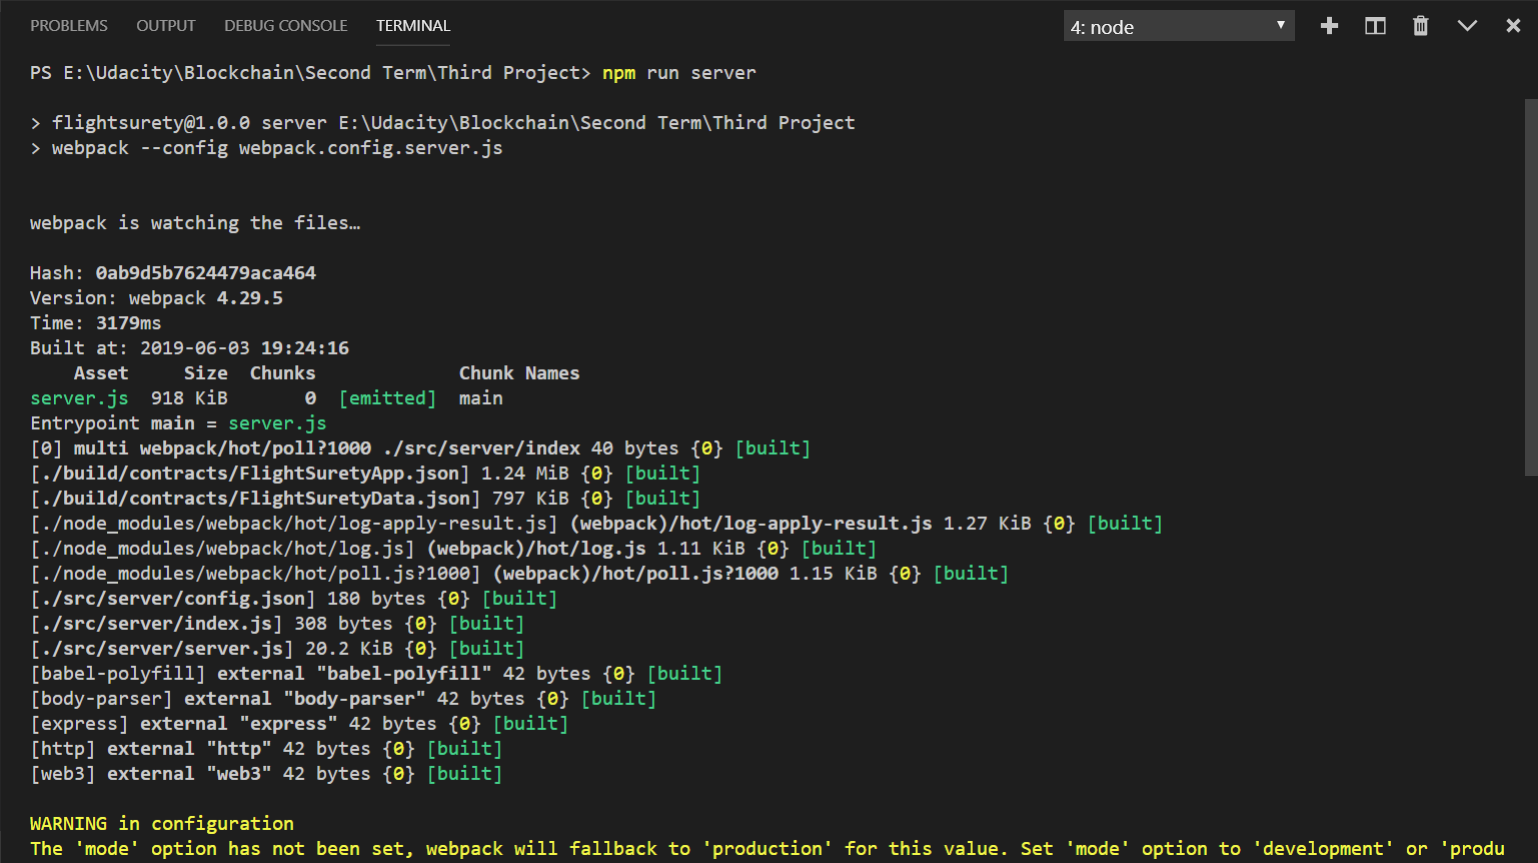 PROBLEMS OUTPUT DEBUG CONSOLE TERMINAL 4: node
PS E:\Udacity\Blockchain\Second Term\Third Project> npm run server
> flightsurety@1.0.0 server E:\Udacity\Blockchain\Second Term\Third Project
> webpack --config webpack.config.server.js
webpack is watching the files…
Hash: 0ab9d5b7624479aca464
Version: webpack 4.29.5
Time: 3179ms
Built at: 2019-06-03 19:24:16
Asset Size Chunks Chunk Names
server.js 918 KiB 0 [emitted] main
Entrypoint main = server.js
[0] multi webpack/hot/poll?1000 ./src/server/index 40 bytes {0} [built]
[./build/contracts/FlightSuretyApp.json] 1.24 MiB {0} [built]
[./build/contracts/FlightSuretyData.json] 797 KiB {0} [built]
[./node_modules/webpack/hot/log-apply-result.js] (webpack)/hot/log-apply-result.js 1.27 KiB {0} [built]
[./node_modules/webpack/hot/log.js] (webpack)/hot/log.js 1.11 KiB {0} [built]
[./node_modules/webpack/hot/poll.js?1000] (webpack)/hot/poll.js?1000 1.15 KiB {0} [built]
[./src/server/config.json] 180 bytes {0} [built]
[./src/server/index.js] 308 bytes {0} [built]
[./src/server/server.js] 20.2 KiB {0} [built]
[babel-polyfill] external "babel-polyfill" 42 bytes {0} [built]
[body-parser] external "body-parser" 42 bytes {0} [built]
[express] external "express" 42 bytes {0} [built]
[http] external "http" 42 bytes {0} [built]
[web3] external "web3" 42 bytes {0} [built]
WARNING in configuration
The 'mode' option has not been set, webpack will fallback to 'production' for this value. Set 'mode' option to 'development' or 'produ